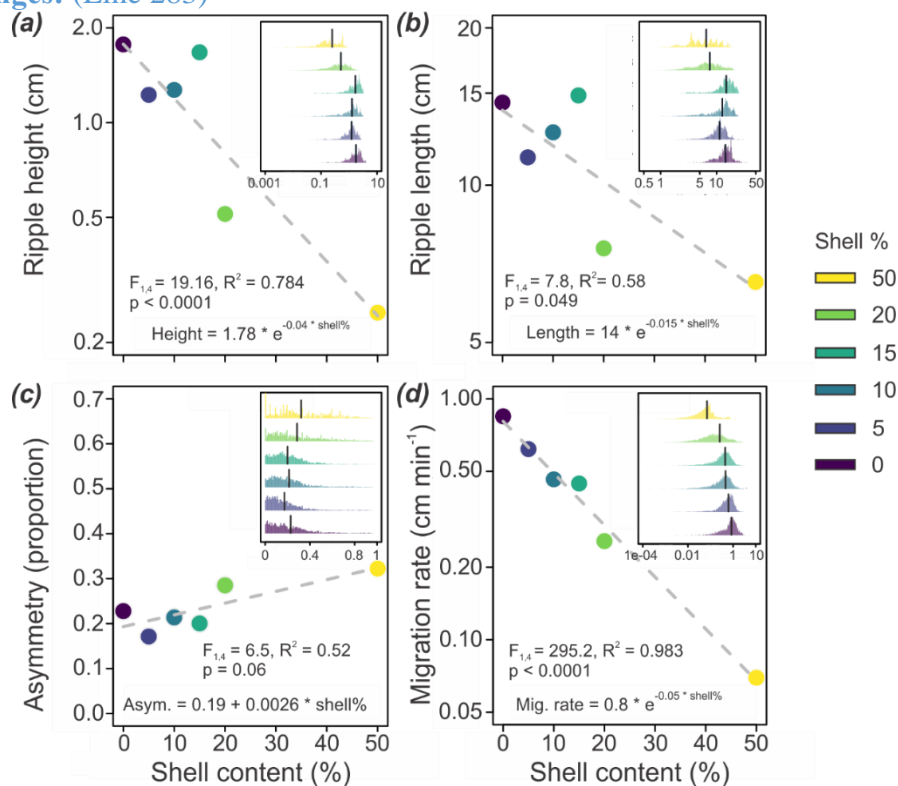 (Line 285)
(a)
Ripple height (cm)
2.0
1.0
0.5
0.2
0.001 0.1 10
F1,4 = 19.16, R² = 0.784
p < 0.0001
Height = 1.78 * e^-0.04 * shell%
(b)
Ripple length (cm)
20
15
10
5
0.5 1 5 10 50
F1,4 = 7.8, R² = 0.58
p = 0.049
Length = 14 * e^-0.015 * shell%
(c)
Asymmetry (proportion)
0.7
0.6
0.5
0.4
0.3
0.2
0.1
0.0
0 0.4 1
F1,4 = 6.5, R² = 0.52
p = 0.06
Asym. = 0.19 + 0.0026 * shell%
0 10 20 30 40 50
Shell content (%)
(d)
Migration rate (cm min⁻¹)
1.00
0.50
0.20
0.10
0.05
1e-04 0.01 1 10
F1,4 = 295.2, R² = 0.983
p < 0.0001
Mig. rate = 0.8 * e^-0.05 * shell%
0 10 20 30 40 50
Shell content (%)
Shell %
50
20
15
10
5
0